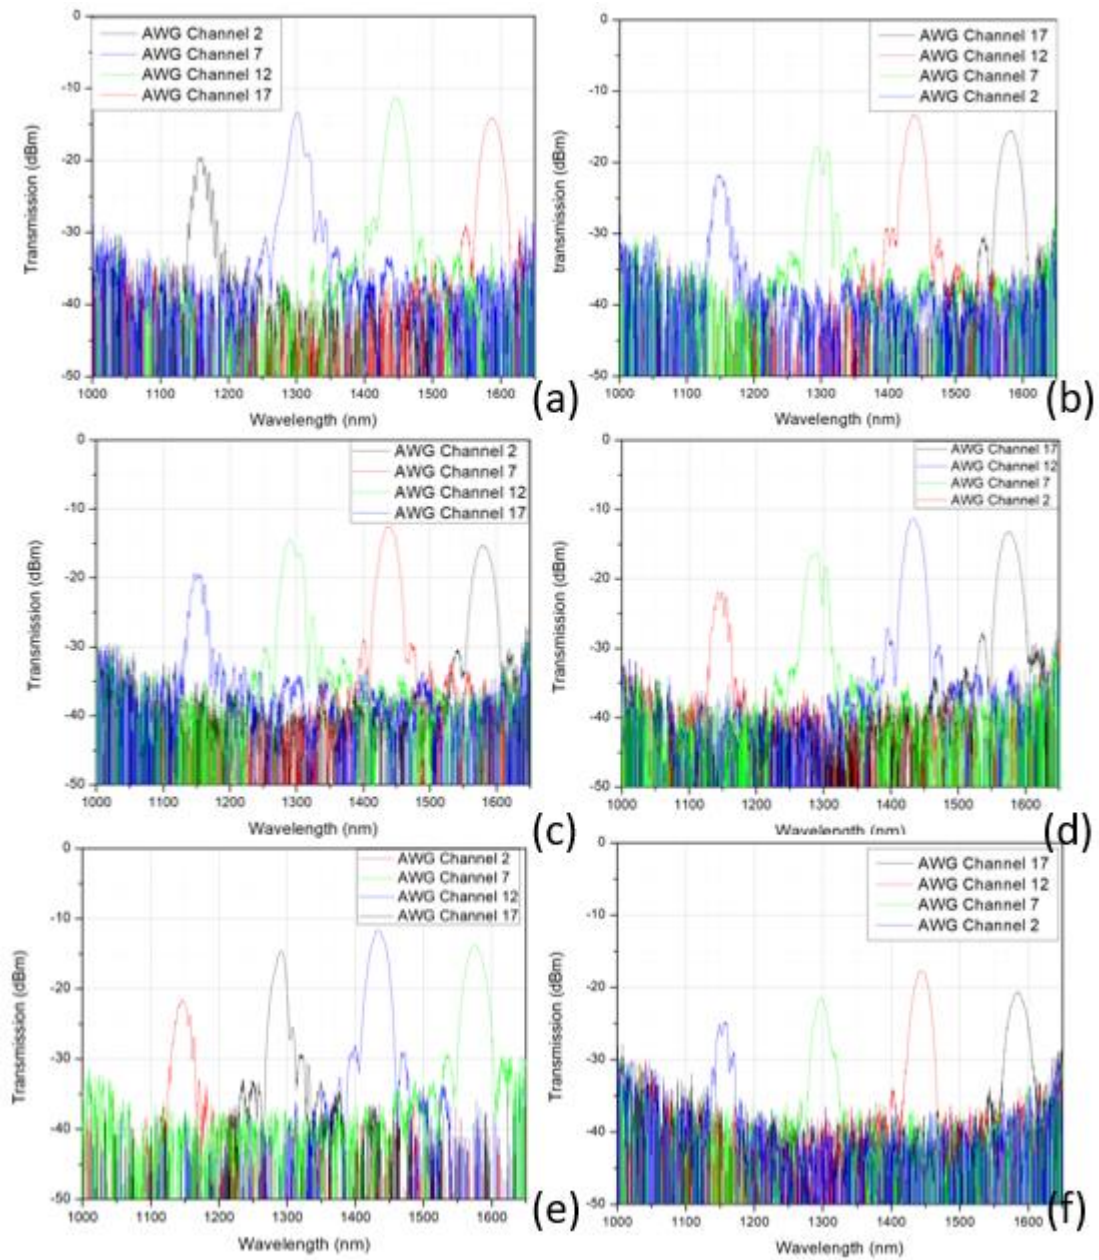 AWG Channel 2
AWG Channel 7
AWG Channel 12
AWG Channel 17
0
-10
-20
-30
-40
-50
Transmission (dBm)
1000 1100 1200 1300 1400 1500 1600
Wavelength (nm)
(a)
AWG Channel 17
AWG Channel 12
AWG Channel 7
AWG Channel 2
0
-10
-20
-30
-40
-50
transmission (dBm)
1000 1100 1200 1300 1400 1500 1600
Wavelength (nm)
(b)
AWG Channel 2
AWG Channel 7
AWG Channel 12
AWG Channel 17
0
-10
-20
-30
-40
-50
Transmission (dBm)
1000 1100 1200 1300 1400 1500 1600
Wavelength (nm)
(c)
AWG Channel 17
AWG Channel 12
AWG Channel 7
AWG Channel 2
0
-10
-20
-30
-40
-50
Transmission (dBm)
1000 1100 1200 1300 1400 1500 1600
Wavelength (nm)
(d)
AWG Channel 2
AWG Channel 7
AWG Channel 12
AWG Channel 17
0
-10
-20
-30
-40
-50
Transmission (dBm)
1000 1100 1200 1300 1400 1500 1600
Wavelength (nm)
(e)
AWG Channel 17
AWG Channel 12
AWG Channel 7
AWG Channel 2
0
-10
-20
-30
-40
-50
Transmission (dBm)
1000 1100 1200 1300 1400 1500 1600
Wavelength (nm)
(f)